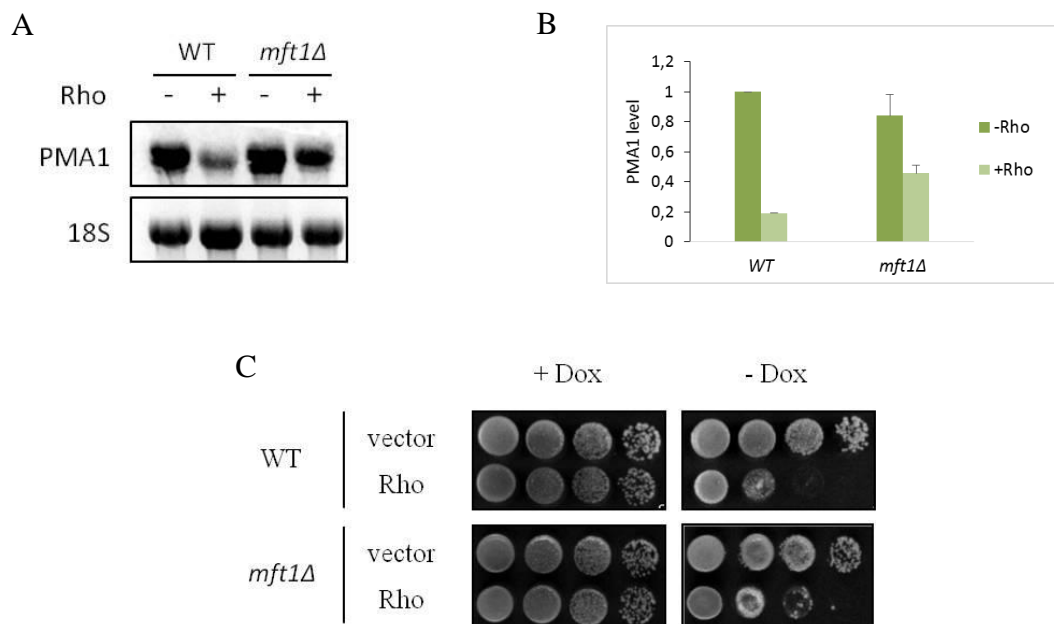 A
WT mft1Δ
Rho - + - +
PMA1
18S
B
1,2
1
0,8
0,6
0,4
0,2
0
PMA1 level
WT mft1Δ
-Rho
+Rho
C
+ Dox - Dox
WT
vector
Rho
mft1Δ
vector
Rho